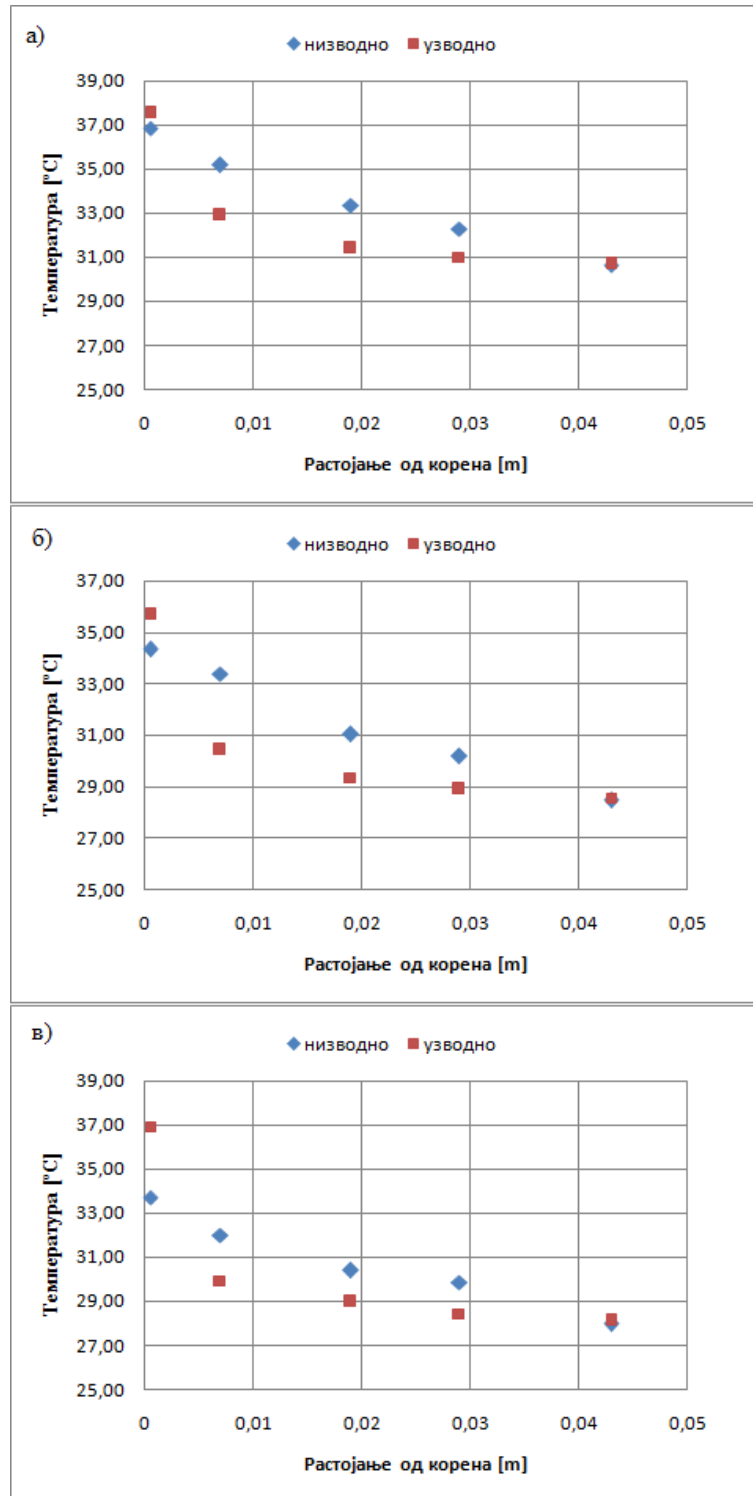 а)
низводно узводно
39,00
37,00
35,00
33,00
31,00
29,00
27,00
25,00
0 0,01 0,02 0,03 0,04 0,05
Температура [°C]
Растојање од корена [m]
б)
низводно узводно
37,00
35,00
33,00
31,00
29,00
27,00
25,00
0 0,01 0,02 0,03 0,04 0,05
Температура [°C]
Растојање од корена [m]
в)
низводно узводно
39,00
37,00
35,00
33,00
31,00
29,00
27,00
25,00
0 0,01 0,02 0,03 0,04 0,05
Температура [°C]
Растојање од корена [m]